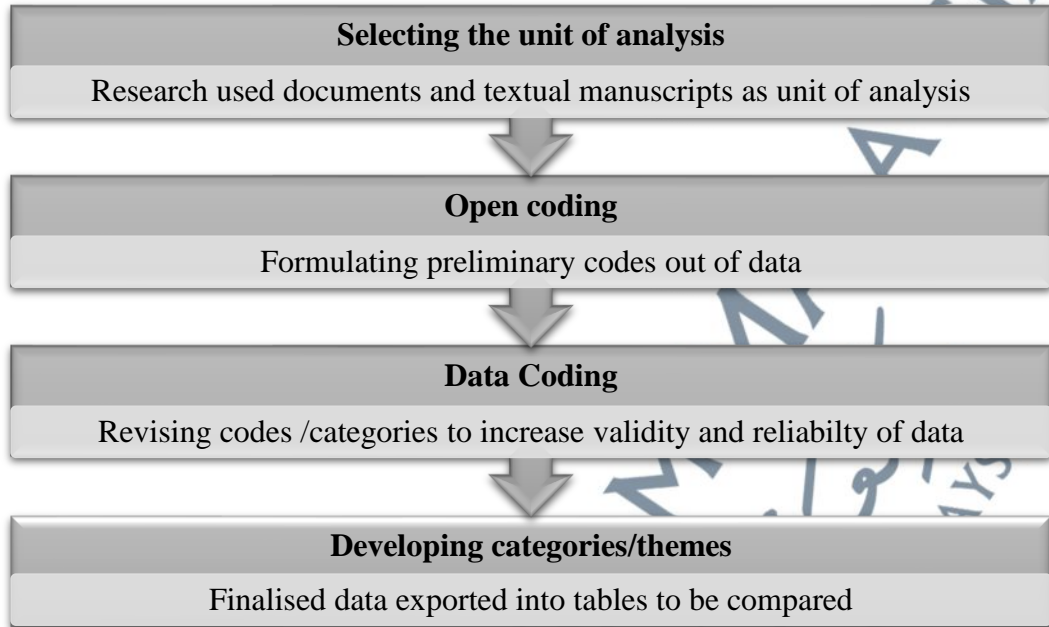 Selecting the unit of analysis
Research used documents and textual manuscripts as unit of analysis
Open coding
Formulating preliminary codes out of data
Data Coding
Revising codes /categories to increase validity and reliabilty of data
Developing categories/themes
Finalised data exported into tables to be compared